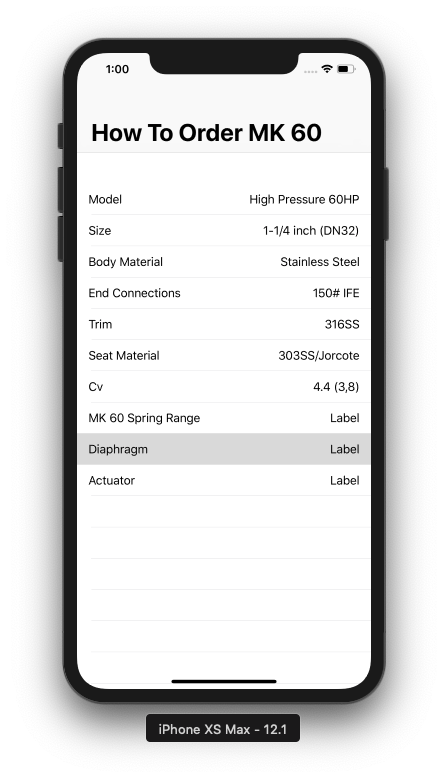 1:00
How To Order MK 60
Model High Pressure 60HP
Size 1-1/4 inch (DN32)
Body Material Stainless Steel
End Connections 150# IFE
Trim 316SS
Seat Material 303SS/Jorcote
Cv 4.4 (3,8)
MK 60 Spring Range Label
Diaphragm Label
Actuator Label
iPhone XS Max - 12.1